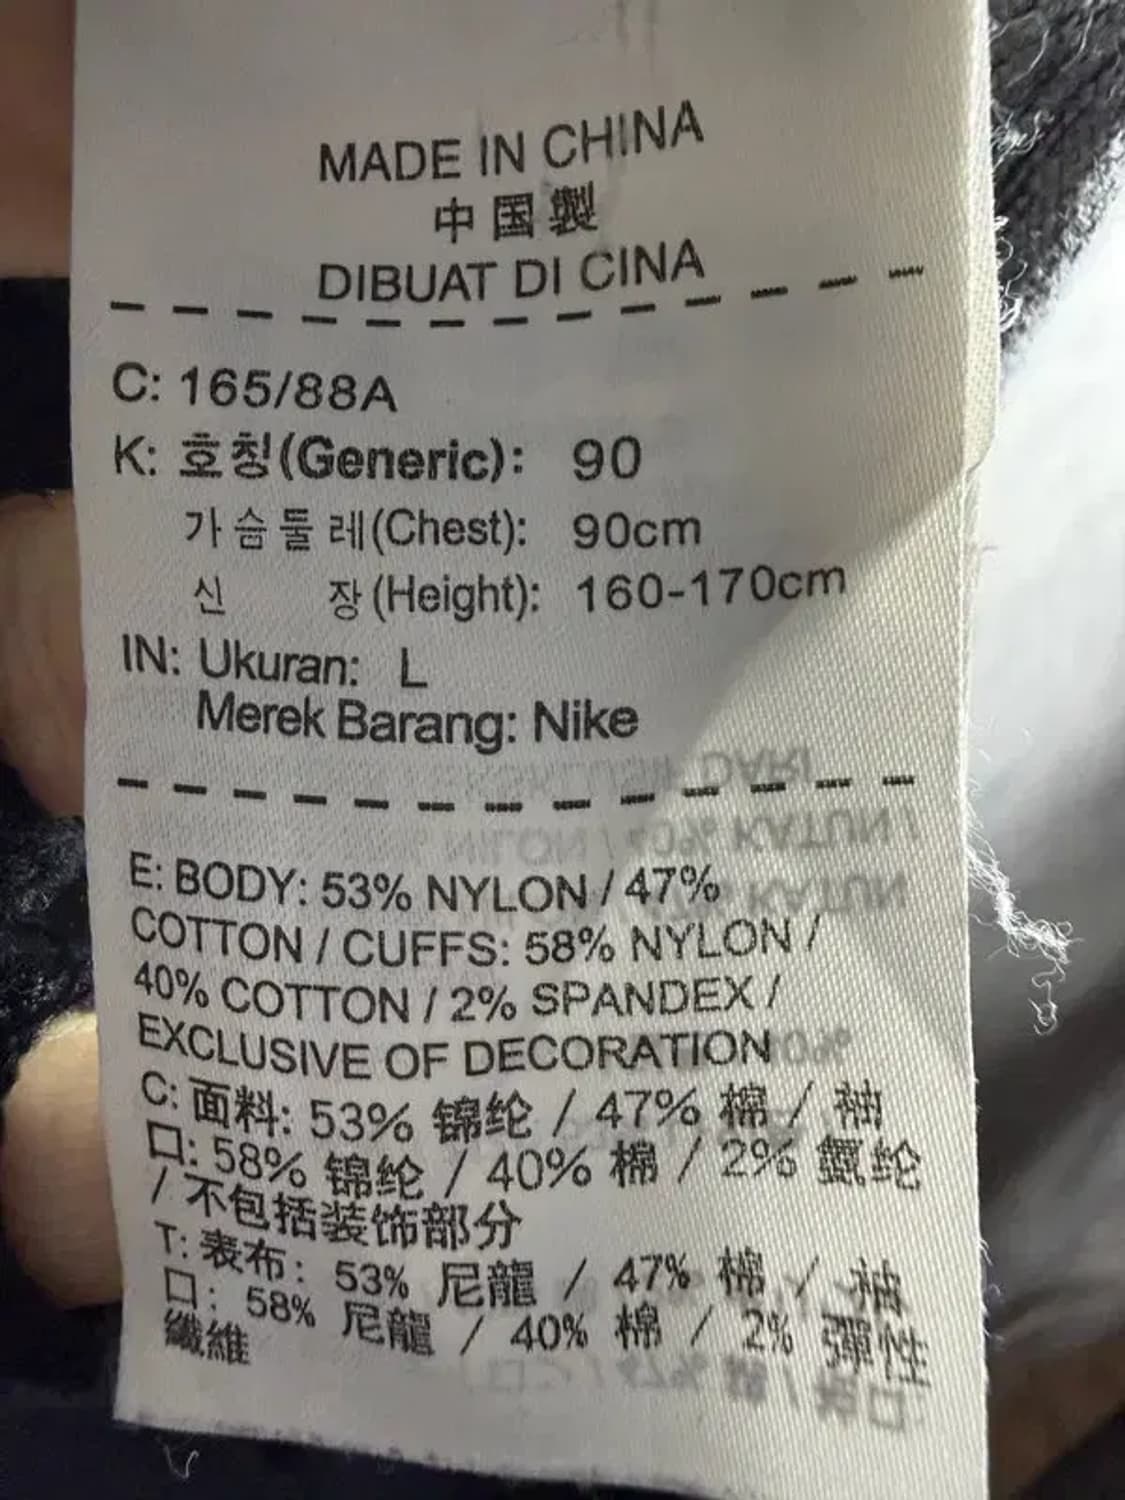 MADE IN CHINA
中国製
DIBUAT DI CINA
C: 165/88A
K: 호칭(Generic): 90
가슴둘레(Chest): 90cm
신 장(Height): 160-170cm
IN: Ukuran: L
Merek Barang: Nike
E: BODY: 53% NYLON / 47%
COTTON / CUFFS: 58% NYLON /
40% COTTON / 2% SPANDEX /
EXCLUSIVE OF DECORATION
C: 面料: 53% 锦纶 / 47% 棉 / 袖
口: 58% 锦纶 / 40% 棉 / 2% 氨纶
/ 不包括装饰部分
T: 表布: 53% 尼龍 / 47% 棉 / 袖
口: 58% 尼龍 / 40% 棉 / 2% 彈性
纖維